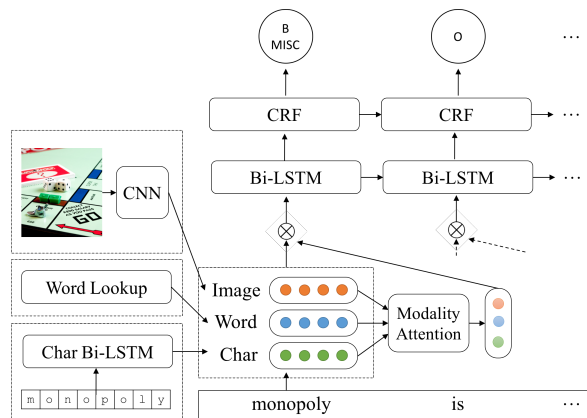 B
MISC
O
...
CRF
CRF
...
Bi-LSTM
Bi-LSTM
...
CNN
GO
Word Lookup
Char Bi-LSTM
m o n o p o l y
Image
Word
Char
Modality
Attention
monopoly is ...